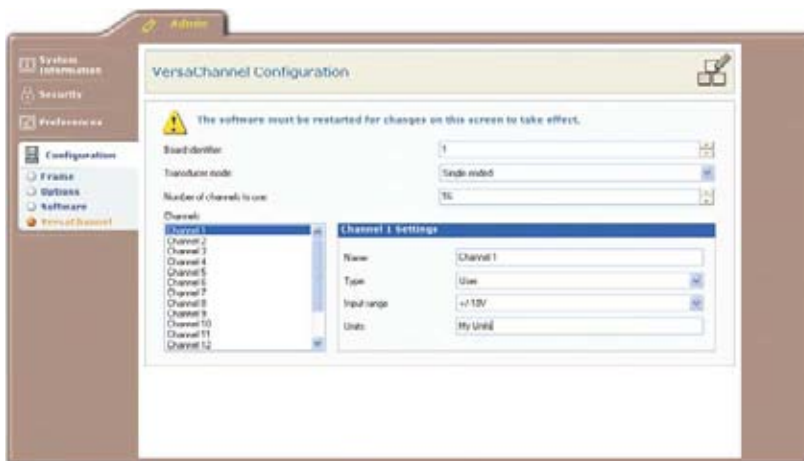 Admin
System
Information
Security
Preferences
Configuration
Frame
Options
Software
VersaChannel
VersaChannel Configuration
The software must be restarted for changes on this screen to take effect.
Board identifier 1
Transducer mode Single ended
Number of channels to use 16
Channels
Channel 1
Channel 2
Channel 3
Channel 4
Channel 5
Channel 6
Channel 7
Channel 8
Channel 9
Channel 10
Channel 11
Channel 12
Channel 1 Settings
Name Channel 1
Type User
Input range +/-10V
Units My Units